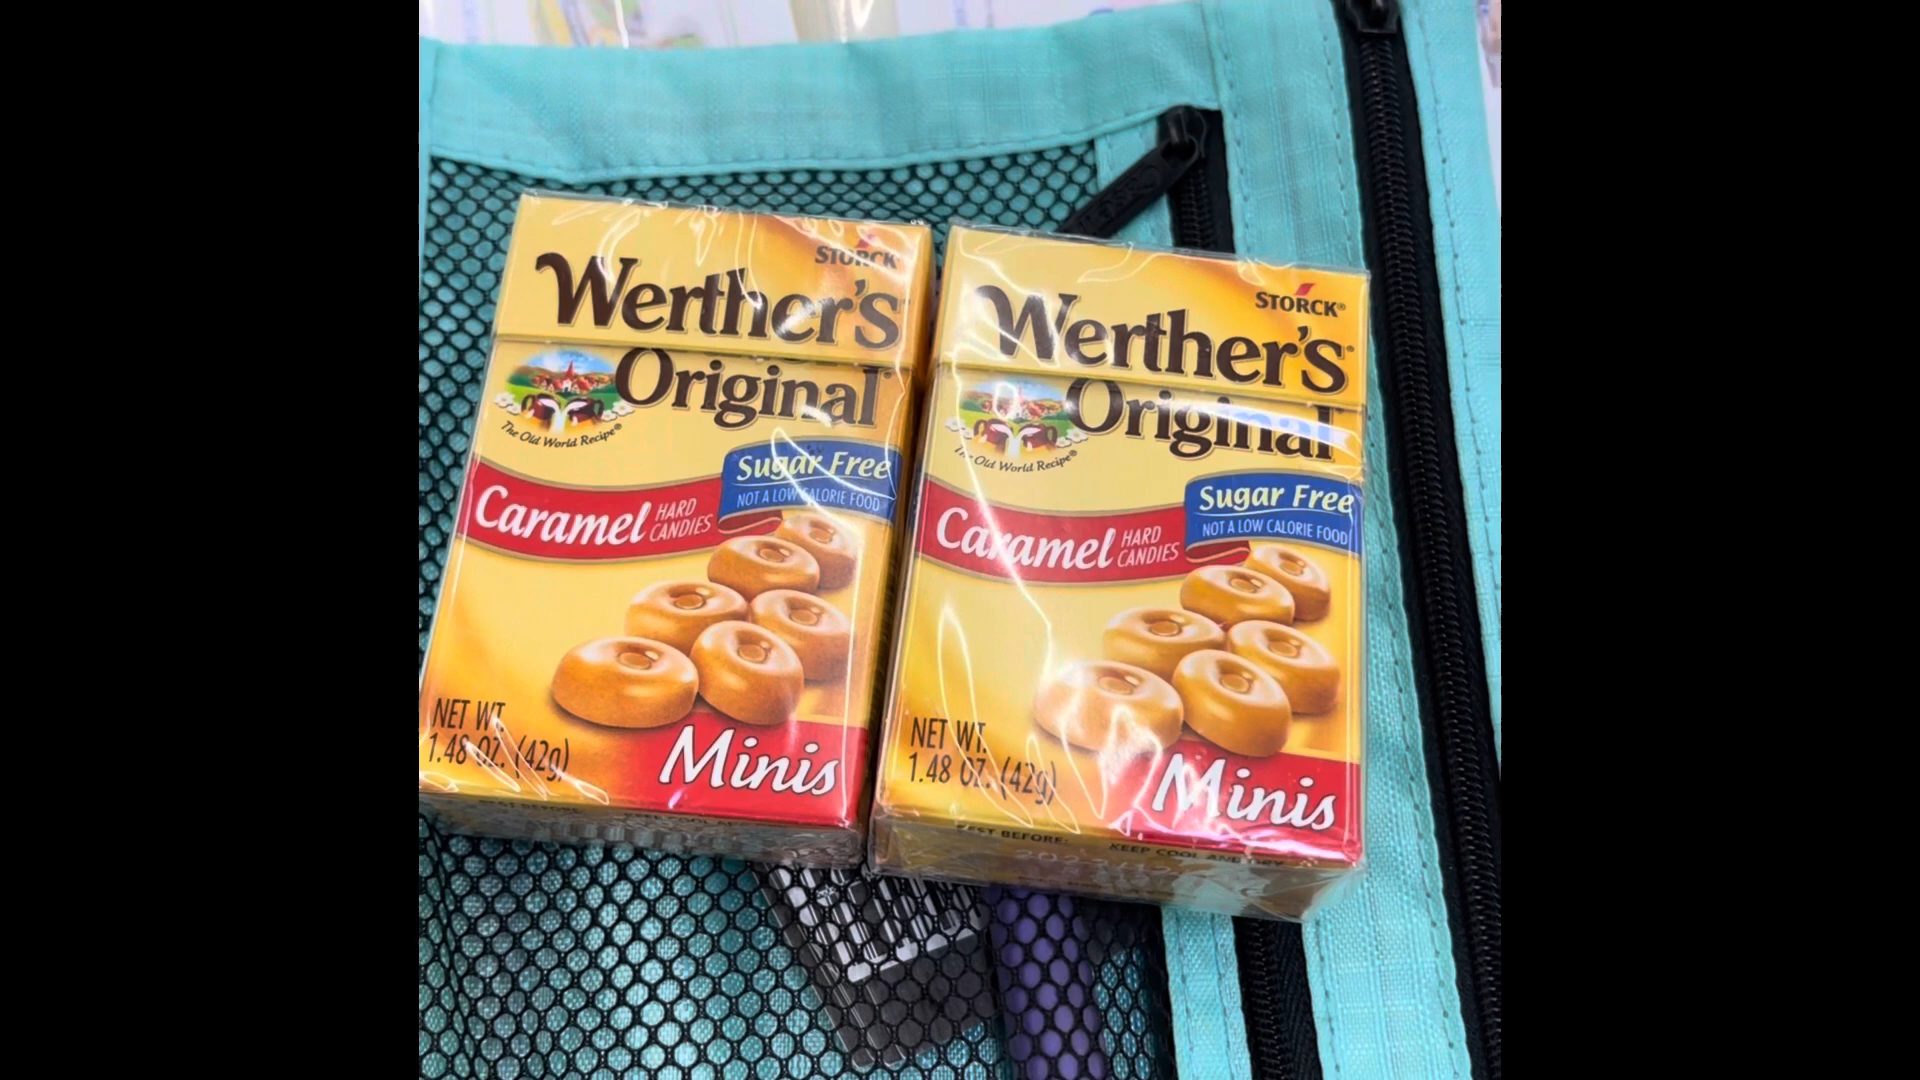 STORCK
Werther's
Original
The Old World Recipe®
Sugar Free
NOT A LOW CALORIE FOOD
Caramel HARD
CANDIES
NET WT.
1.48 OZ. (42g)
Minis
STORCK®
Werther's
Original
The Old World Recipe®
Sugar Free
NOT A LOW CALORIE FOOD
Caramel HARD
CANDIES
NET WT.
1.48 OZ. (42g)
Minis
BEST BEFORE:
KEEP COOL AND DRY